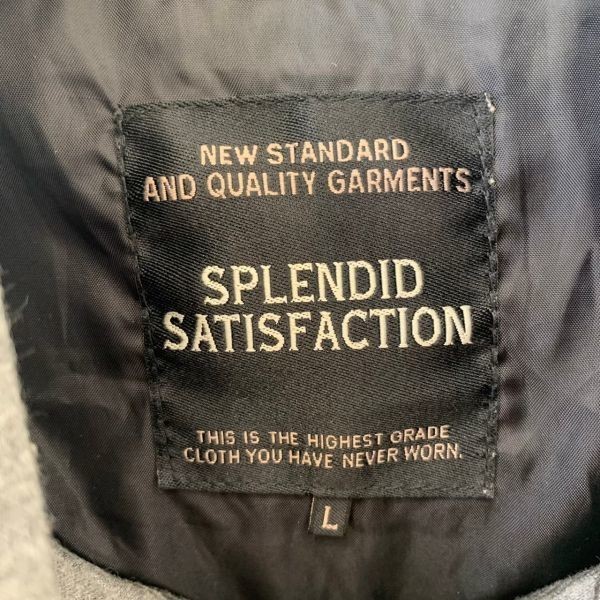 NEW STANDARD
AND QUALITY GARMENTS
SPLENDID
SATISFACTION
THIS IS THE HIGHEST GRADE
CLOTH YOU HAVE NEVER WORN.
L